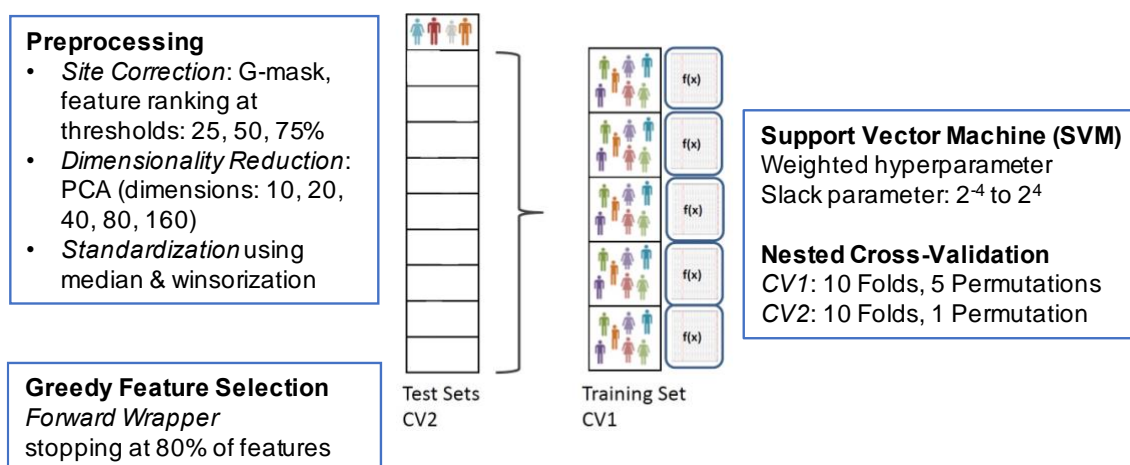 Preprocessing
• Site Correction: G-mask,
feature ranking at
thresholds: 25, 50, 75%
• Dimensionality Reduction:
PCA (dimensions: 10, 20,
40, 80, 160)
• Standardization using
median & winsorization
Greedy Feature Selection
Forward Wrapper
stopping at 80% of features
Test Sets
CV2
f(x)
f(x)
f(x)
f(x)
f(x)
Training Set
CV1
Support Vector Machine (SVM)
Weighted hyperparameter
Slack parameter: 2⁻⁴ to 2⁴
Nested Cross-Validation
CV1: 10 Folds, 5 Permutations
CV2: 10 Folds, 1 Permutation